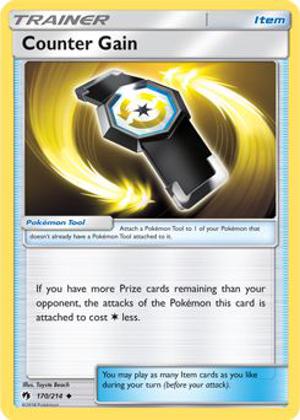 TRAINER Item
Counter Gain
Pokémon Tool
Attach a Pokémon Tool to 1 of your Pokémon that
doesn't already have a Pokémon Tool attached to it.
If you have more Prize cards remaining than your
opponent, the attacks of the Pokémon this card is
attached to cost less.
Illus. Toyste Beach
170/214
©2018 Pokémon
You may play as many Item cards as you like
during your turn (before your attack).